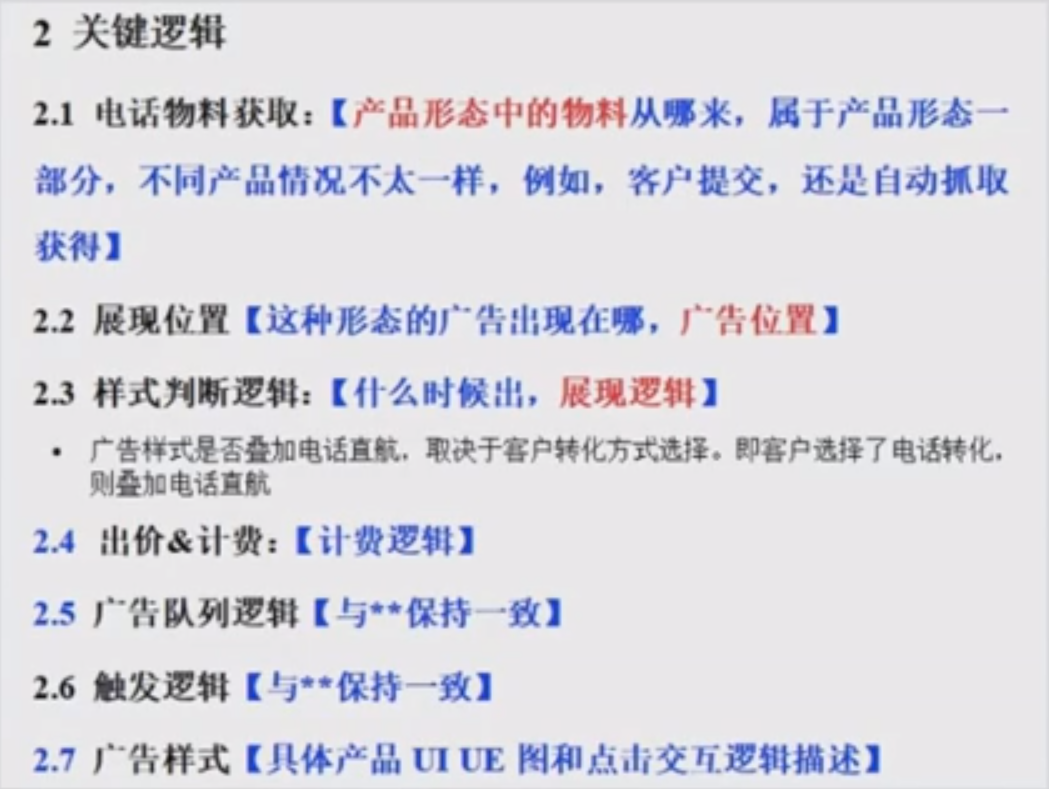 2 关键逻辑
2.1 电话物料获取：【产品形态中的物料从哪来，属于产品形态一
部分，不同产品情况不太一样，例如，客户提交，还是自动抓取
获得】
2.2 展现位置【这种形态的广告出现在哪，广告位置】
2.3 样式判断逻辑：【什么时候出，展现逻辑】
• 广告样式是否叠加电话直航，取决于客户转化方式选择。即客户选择了电话转化，
则叠加电话直航
2.4 出价&计费：【计费逻辑】
2.5 广告队列逻辑【与**保持一致】
2.6 触发逻辑【与**保持一致】
2.7 广告样式【具体产品 UI UE 图和点击交互逻辑描述】